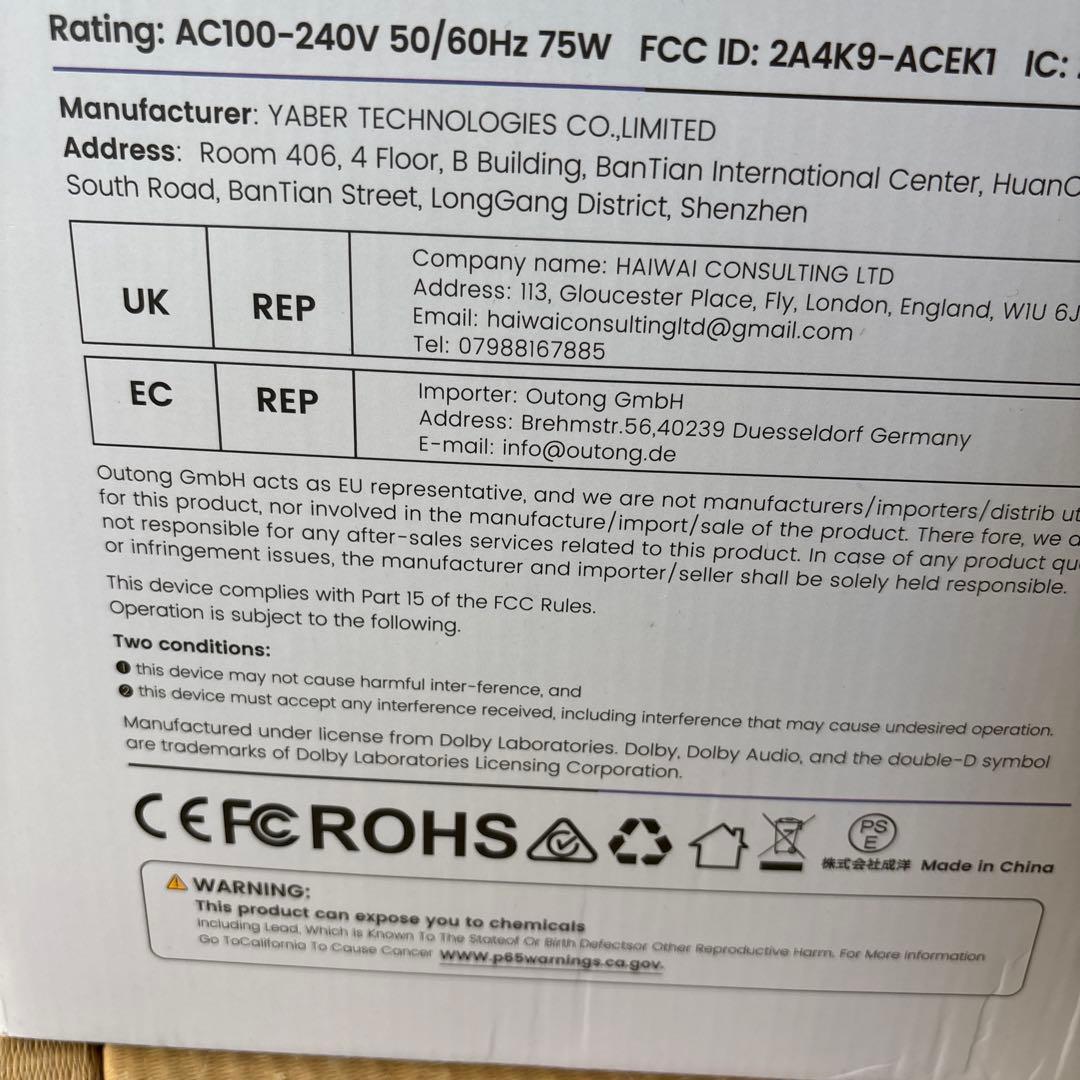 Rating: AC100-240V 50/60Hz 75W FCC ID: 2A4K9-ACEK1 IC:
Manufacturer: YABER TECHNOLOGIES CO.,LIMITED
Address: Room 406, 4 Floor, B Building, BanTian International Center, HuanC
South Road, BanTian Street, LongGang District, Shenzhen
UK REP
Company name: HAIWAI CONSULTING LTD
Address: 113, Gloucester Place, Fly, London, England, W1U 6J
Email: haiwaiconsultingltd@gmail.com
Tel: 07988167885
EC REP
Importer: Outong GmbH
Address: Brehmstr.56,40239 Duesseldorf Germany
E-mail: info@outong.de
Outong GmbH acts as EU representative, and we are not manufacturers/importers/distrib ut
for this product, nor involved in the manufacture/import/sale of the product. There fore, we a
not responsible for any after-sales services related to this product. In case of any product qu
or infringement issues, the manufacturer and importer/seller shall be solely held responsible.
This device complies with Part 15 of the FCC Rules.
Operation is subject to the following.
Two conditions:
❶ this device may not cause harmful inter-ference, and
❷ this device must accept any interference received, including interference that may cause undesired operation.
Manufactured under license from Dolby Laboratories. Dolby, Dolby Audio, and the double-D symbol
are trademarks of Dolby Laboratories Licensing Corporation.
CE FC ROHS PSE
株式会社成洋 Made in China
WARNING:
This product can expose you to chemicals
Including Lead, Which Is Known To The Stateof Or Birth Defectsor Other Reproductive Harm. For More Information
Go ToCalifornia To Cause Cancer WWW.p65warnings.ca.gov.